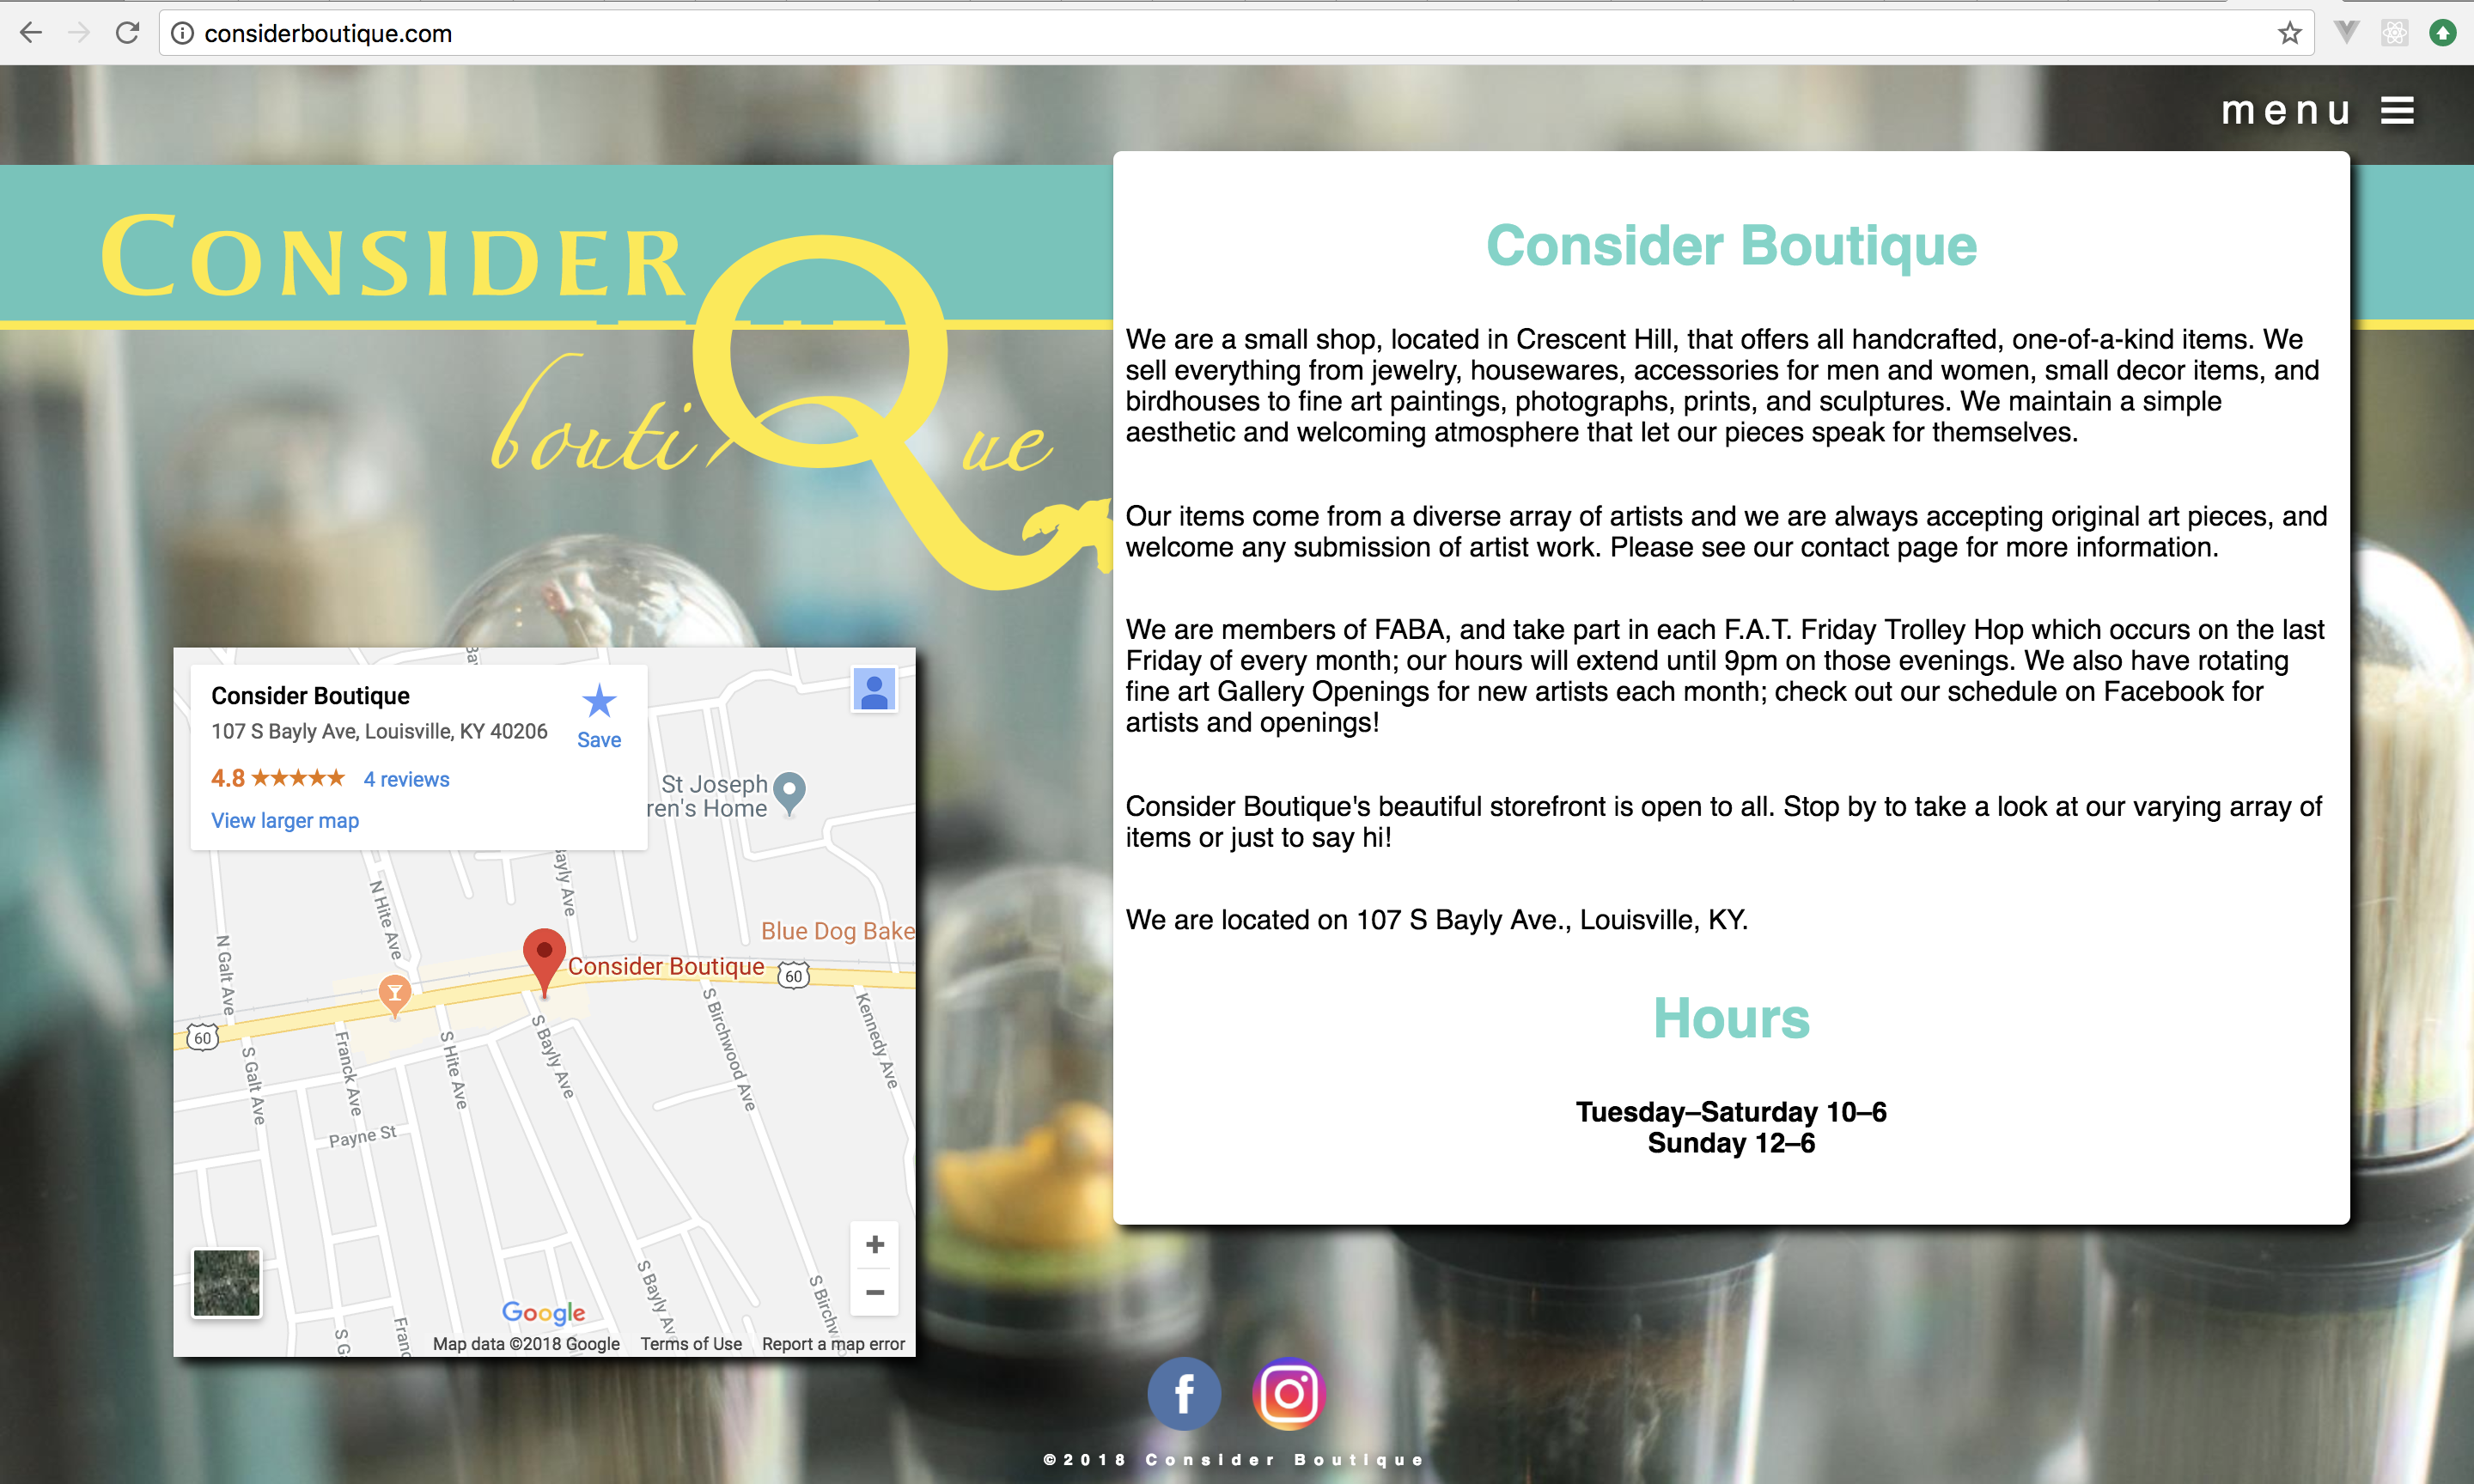 considerboutique.com
menu
CONSIDER
boutiQue
Consider Boutique
We are a small shop, located in Crescent Hill, that offers all handcrafted, one-of-a-kind items. We
sell everything from jewelry, housewares, accessories for men and women, small decor items, and
birdhouses to fine art paintings, photographs, prints, and sculptures. We maintain a simple
aesthetic and welcoming atmosphere that let our pieces speak for themselves.
Our items come from a diverse array of artists and we are always accepting original art pieces, and
welcome any submission of artist work. Please see our contact page for more information.
We are members of FABA, and take part in each F.A.T. Friday Trolley Hop which occurs on the last
Friday of every month; our hours will extend until 9pm on those evenings. We also have rotating
fine art Gallery Openings for new artists each month; check out our schedule on Facebook for
artists and openings!
Consider Boutique's beautiful storefront is open to all. Stop by to take a look at our varying array of
items or just to say hi!
We are located on 107 S Bayly Ave., Louisville, KY.
Hours
Tuesday–Saturday 10–6
Sunday 12–6
Consider Boutique
107 S Bayly Ave, Louisville, KY 40206
Save
4.8 ★★★★★ 4 reviews
View larger map
St Joseph
ren's Home
Bayly Ave
N Hite Ave
N Galt Ave
Blue Dog Bake
Consider Boutique
60
60
S Galt Ave
Franck Ave
S Hite Ave
S Bayly Ave
S Birchwood Ave
Kennedy Ave
Payne St
S Bayly Av
S Birchw
S G
Franc
Google
Map data ©2018 Google Terms of Use Report a map error
©2018 Consider Boutique